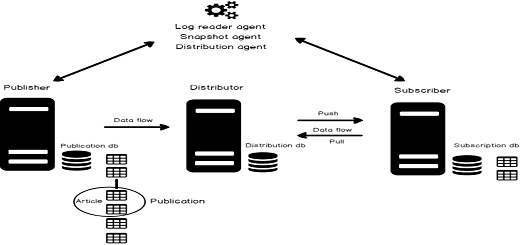 Log reader agent
Snapshot agent
Distribution agent
Publisher
Distributor
Subscriber
Data flow
Push
Data flow
Pull
Publication db
Distribution db
Subscription db
Article
Publication